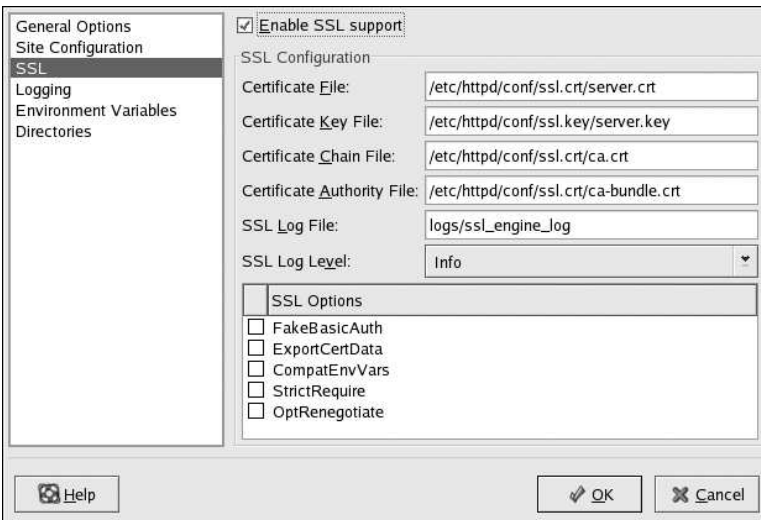 General Options
Site Configuration
SSL
Logging
Environment Variables
Directories
Enable SSL support
SSL Configuration
Certificate File: /etc/httpd/conf/ssl.crt/server.crt
Certificate Key File: /etc/httpd/conf/ssl.key/server.key
Certificate Chain File: /etc/httpd/conf/ssl.crt/ca.crt
Certificate Authority File: /etc/httpd/conf/ssl.crt/ca-bundle.crt
SSL Log File: logs/ssl_engine_log
SSL Log Level: Info
SSL Options
FakeBasicAuth
ExportCertData
CompatEnvVars
StrictRequire
OptRenegotiate
Help OK Cancel